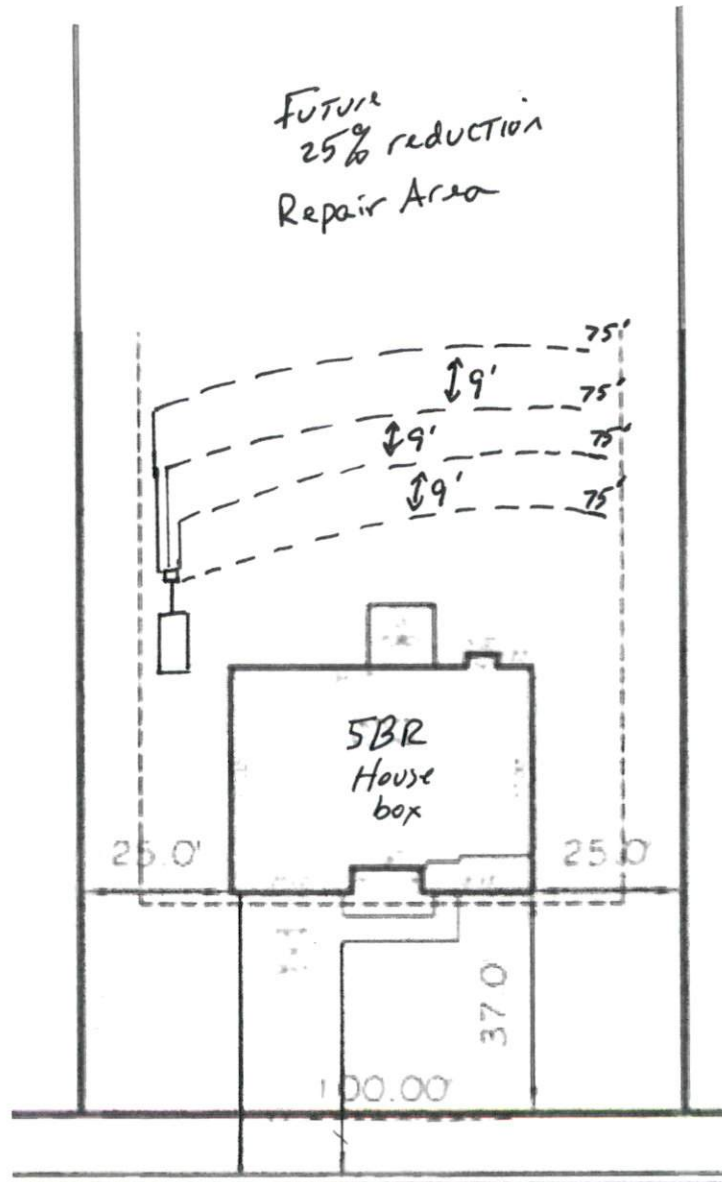 Future
25% reduction
Repair Area
75'
9'
75'
9'
75'
9'
75'
5BR
House
box
25.0'
25.0'
37.0
100.00'